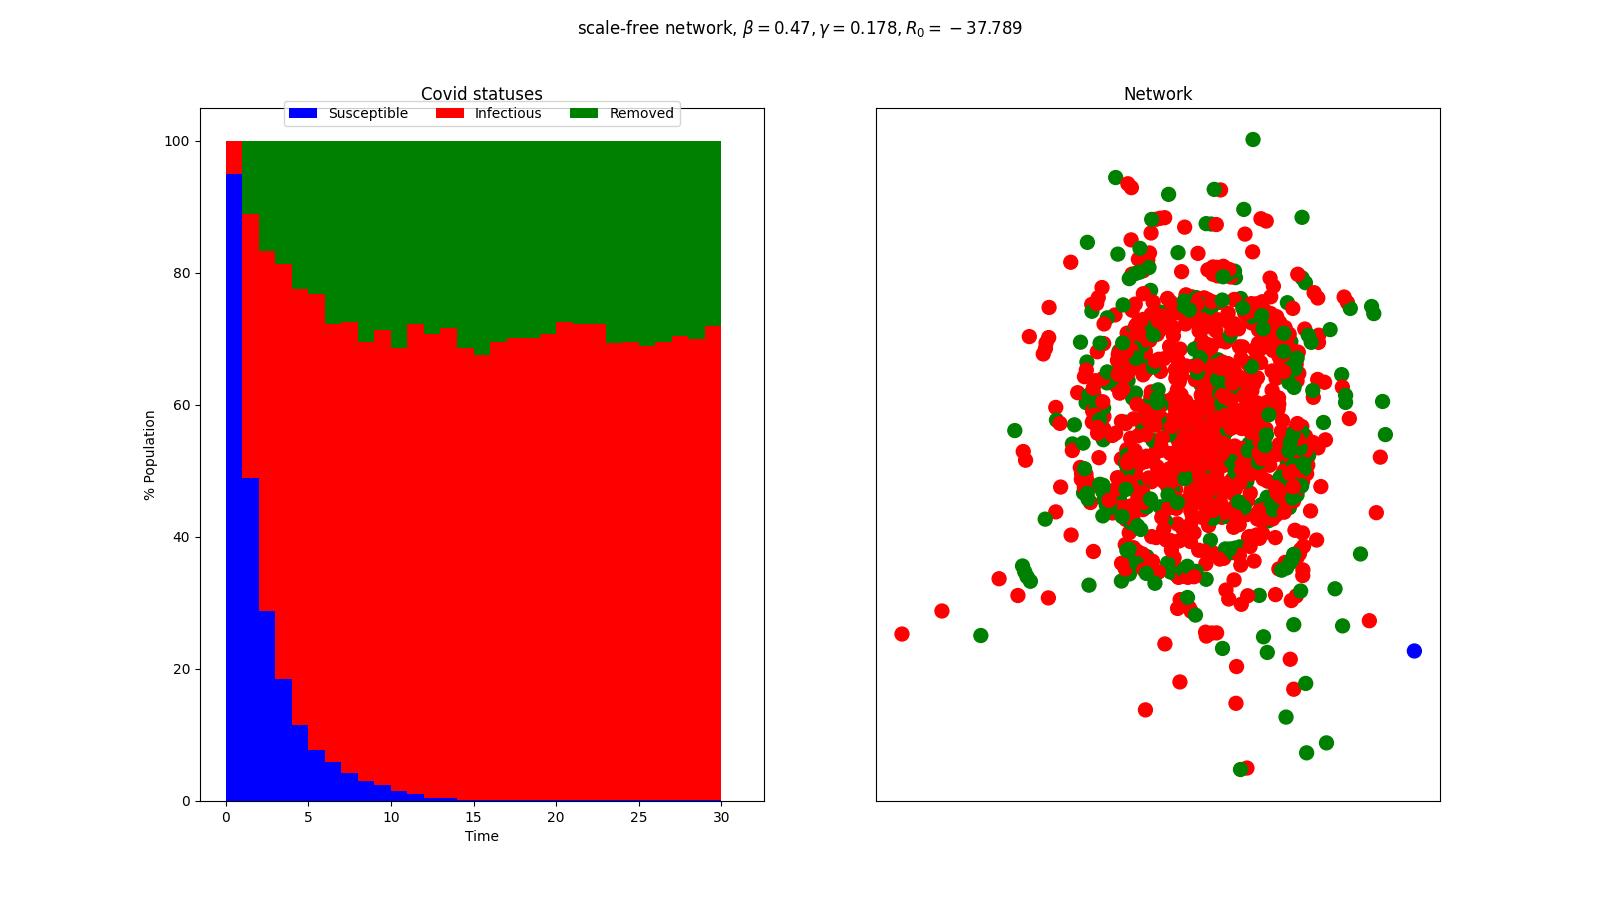 scale-free network, β = 0.47, γ = 0.178, R₀ = − 37.789
Covid statuses
Susceptible Infectious Removed
100
80
60
40
20
0
% Population
0 5 10 15 20 25 30
Time
Network